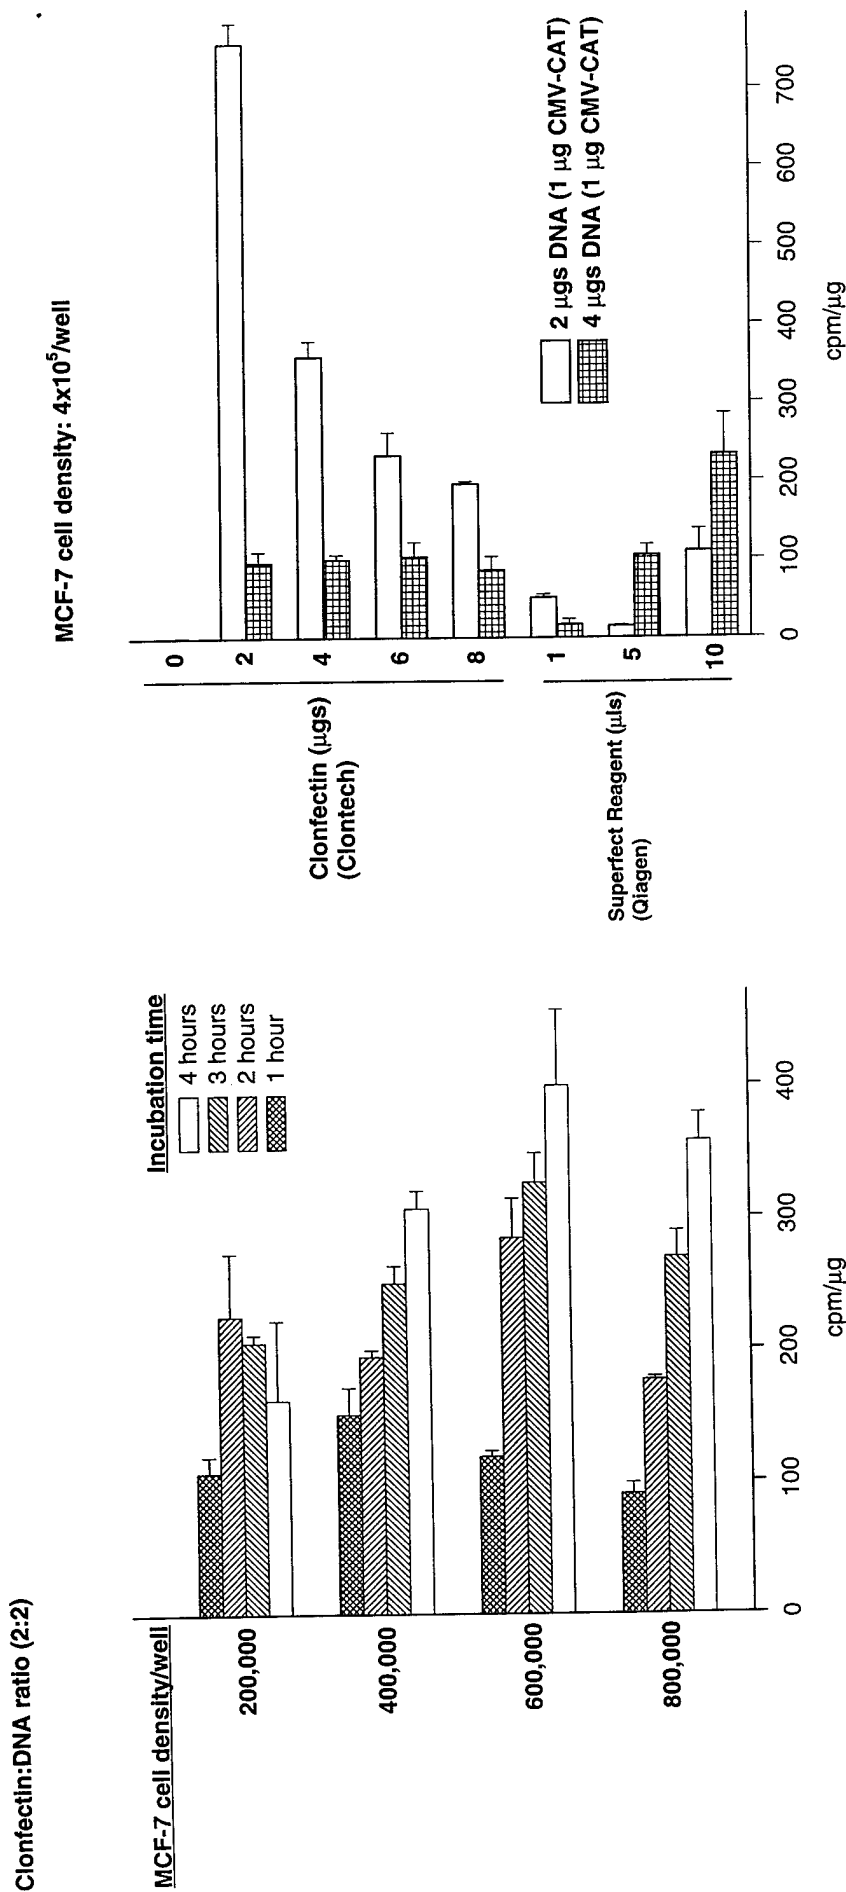 Clonfectin:DNA ratio (2:2)
MCF-7 cell density/well
200,000
400,000
600,000
800,000
0
100
200
300
400
cpm/µg
Incubation time
4 hours
3 hours
2 hours
1 hour
MCF-7 cell density: 4x10⁵/well
Clonfectin (µgs)
(Clontech)
0
2
4
6
8
Superfect Reagent (µls)
(Qiagen)
1
5
10
2 µgs DNA (1 µg CMV-CAT)
4 µgs DNA (1 µg CMV-CAT)
0
100
200
300
400
500
600
700
cpm/µg